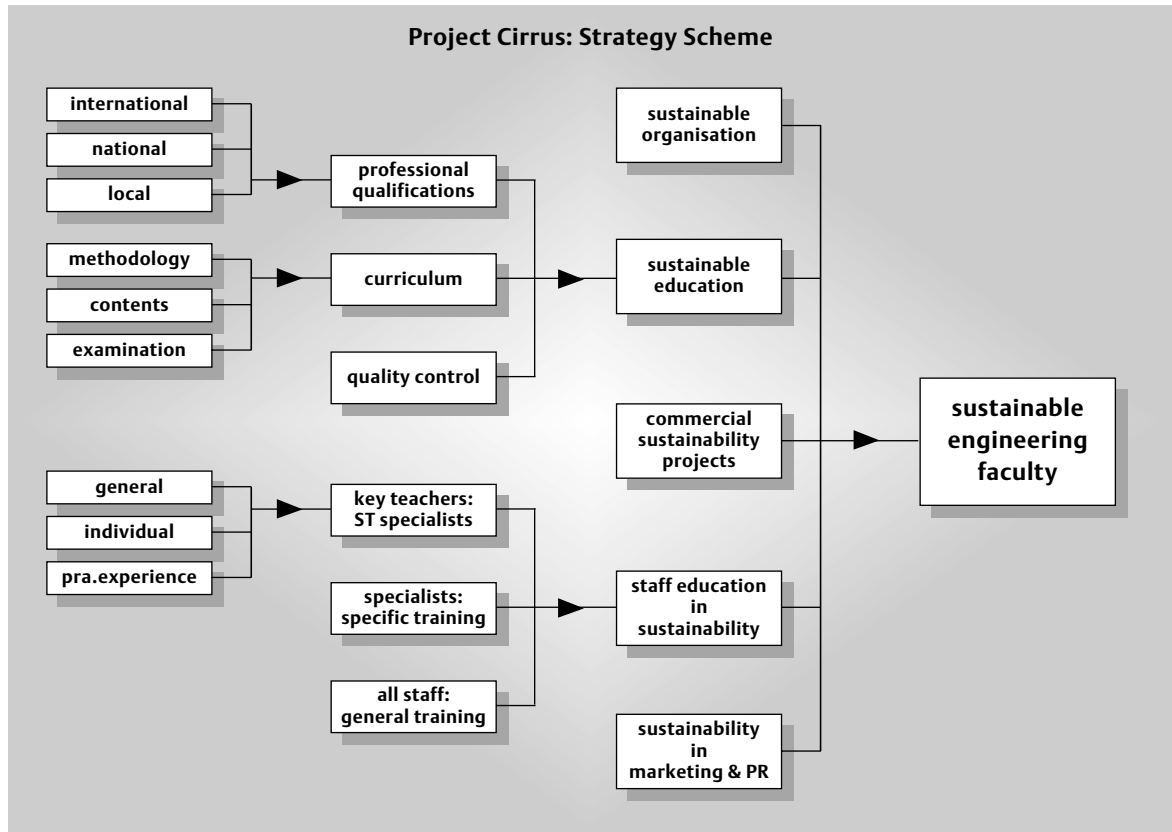 Project Cirrus: Strategy Scheme
international
national
local
methodology
contents
examination
general
individual
pra.experience
professional
qualifications
curriculum
quality control
key teachers:
ST specialists
specialists:
specific training
all staff:
general training
sustainable
organisation
sustainable
education
commercial
sustainability
projects
staff education
in
sustainability
sustainability
in
marketing & PR
sustainable
engineering
faculty